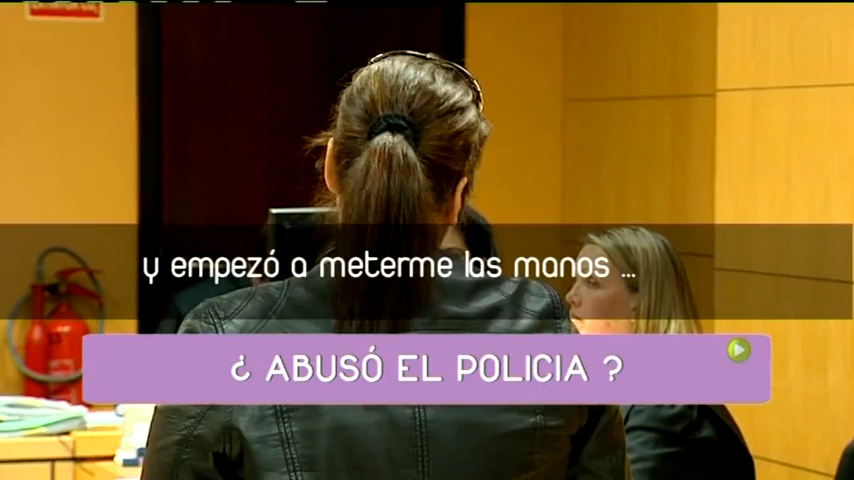 y empezó a meterme las manos ...
¿ ABUSÓ EL POLICIA ?